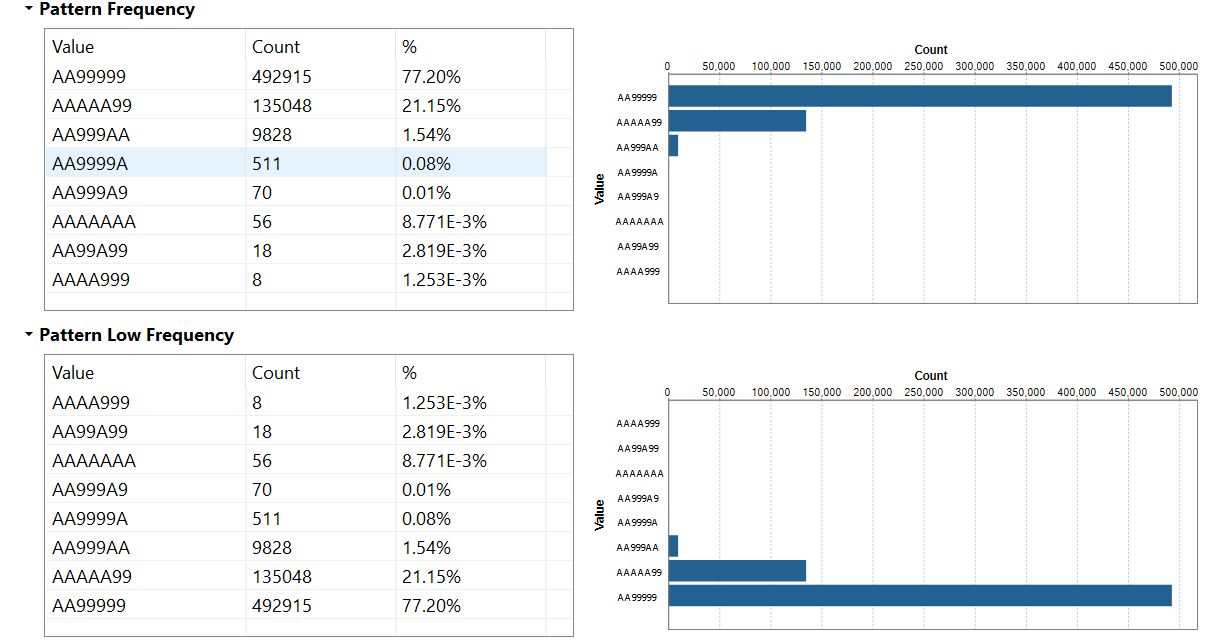 Pattern Frequency
Value Count %
AA99999 492915 77.20%
AAAAA99 135048 21.15%
AA999AA 9828 1.54%
AA9999A 511 0.08%
AA999A9 70 0.01%
AAAAAAA 56 8.771E-3%
AA99A99 18 2.819E-3%
AAAA999 8 1.253E-3%
Count
0 50,000 100,000 150,000 200,000 250,000 300,000 350,000 400,000 450,000 500,000
Value
AA99999
AAAAA99
AA999AA
AA9999A
AA999A9
AAAAAAA
AA99A99
AAAA999
Pattern Low Frequency
Value Count %
AAAA999 8 1.253E-3%
AA99A99 18 2.819E-3%
AAAAAAA 56 8.771E-3%
AA999A9 70 0.01%
AA9999A 511 0.08%
AA999AA 9828 1.54%
AAAAA99 135048 21.15%
AA99999 492915 77.20%
Count
0 50,000 100,000 150,000 200,000 250,000 300,000 350,000 400,000 450,000 500,000
Value
AAAA999
AA99A99
AAAAAAA
AA999A9
AA9999A
AA999AA
AAAAA99
AA99999